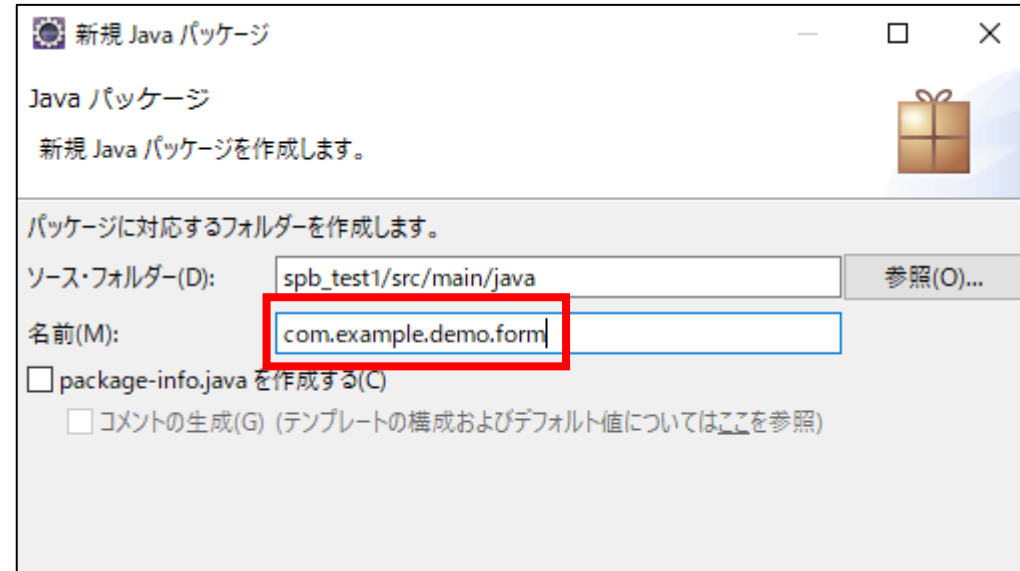 新規 Java パッケージ
Java パッケージ
新規 Java パッケージを作成します。
パッケージに対応するフォルダーを作成します。
ソース・フォルダー(D): spb_test1/src/main/java 参照(O)...
名前(M): com.example.demo.form
package-info.java を作成する(C)
コメントの生成(G) (テンプレートの構成およびデフォルト値についてはここを参照)